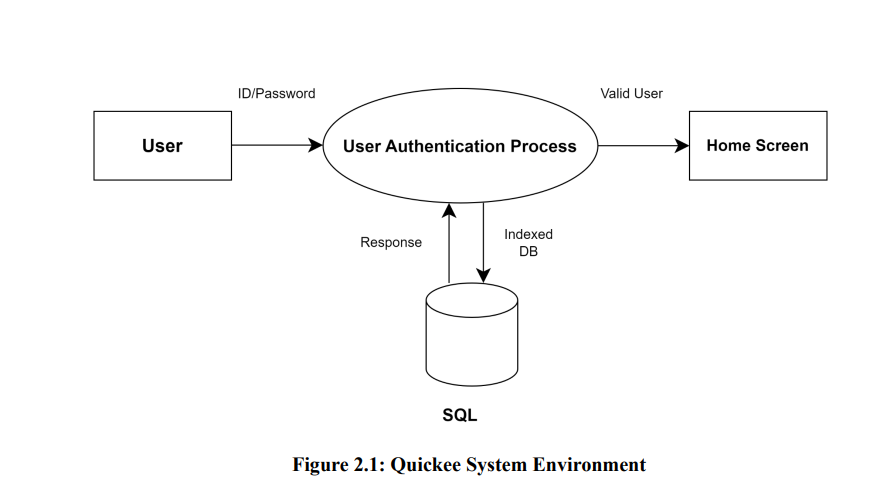 ID/Password
Valid User
User
User Authentication Process
Home Screen
Response
Indexed
DB
SQL
Figure 2.1: Quickee System Environment